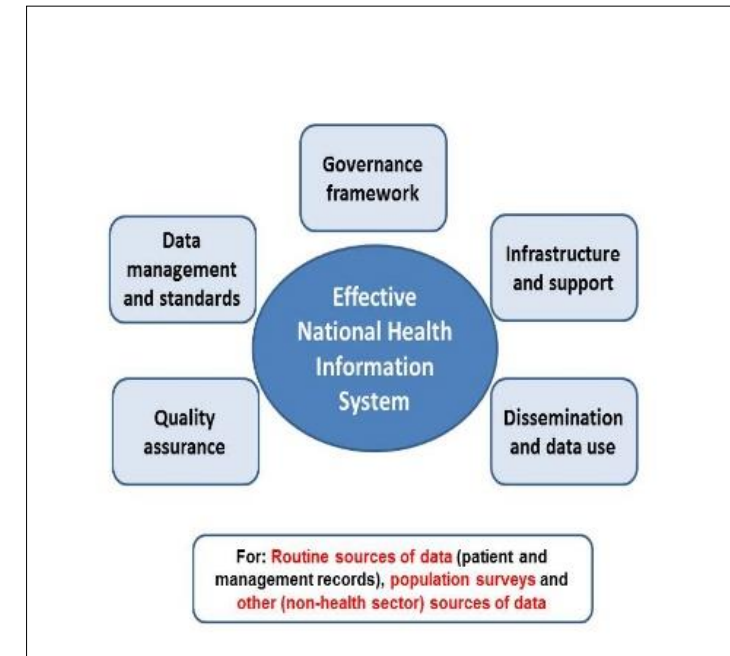 Governance
framework
Data
management
and standards
Infrastructure
and support
Effective
National Health
Information
System
Quality
assurance
Dissemination
and data use
For: Routine sources of data (patient and
management records), population surveys and
other (non-health sector) sources of data